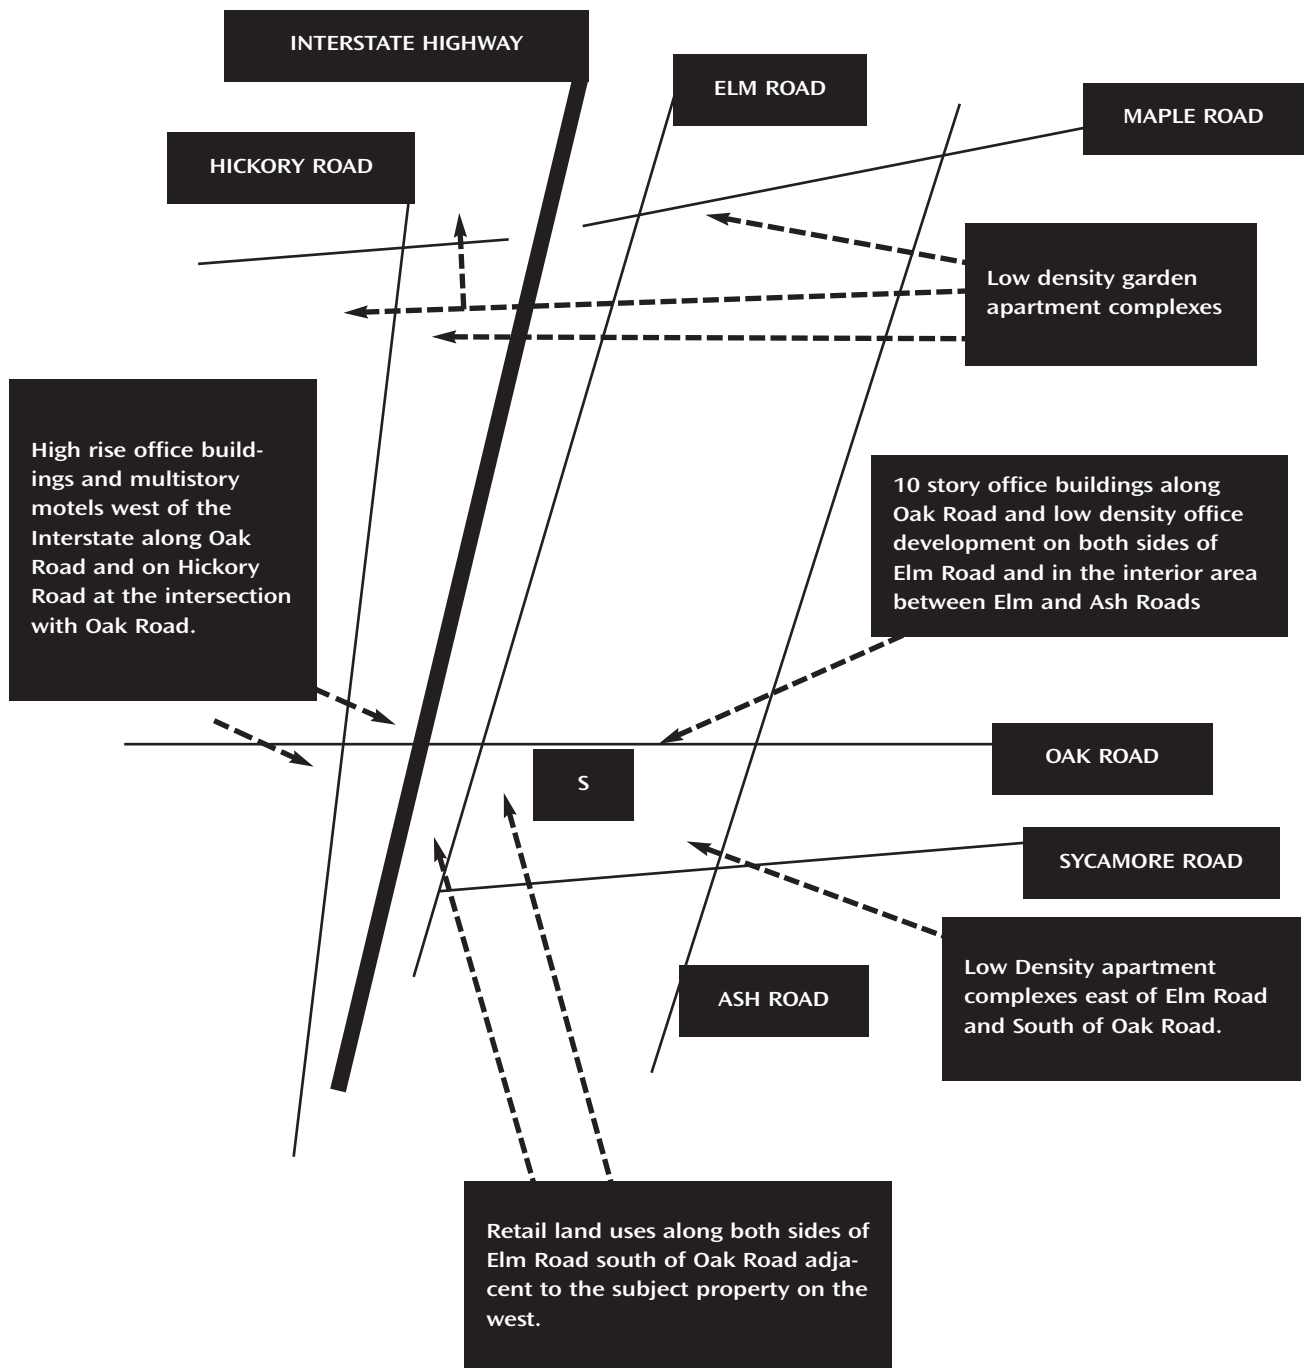 INTERSTATE HIGHWAY
ELM ROAD
MAPLE ROAD
HICKORY ROAD
Low density garden
apartment complexes
High rise office build-
ings and multistory
motels west of the
Interstate along Oak
Road and on Hickory
Road at the intersection
with Oak Road.
10 story office buildings along
Oak Road and low density office
development on both sides of
Elm Road and in the interior area
between Elm and Ash Roads
OAK ROAD
S
SYCAMORE ROAD
Low Density apartment
complexes east of Elm Road
and South of Oak Road.
ASH ROAD
Retail land uses along both sides of
Elm Road south of Oak Road adja-
cent to the subject property on the
west.